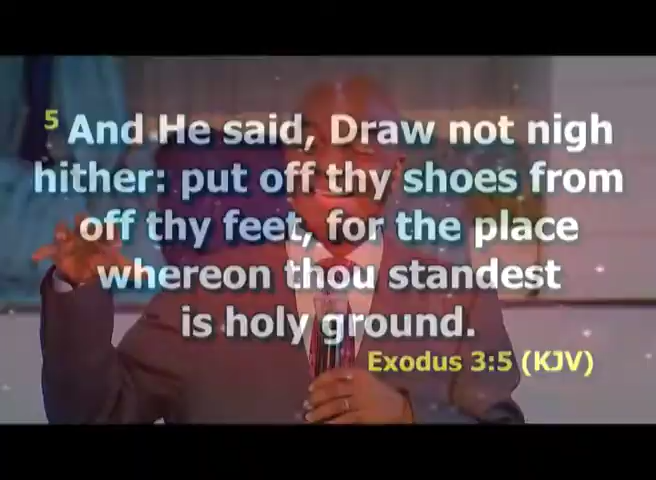 5 And He said, Draw not nigh
hither: put off thy shoes from
off thy feet, for the place
whereon thou standest
is holy ground.
Exodus 3:5 (KJV)